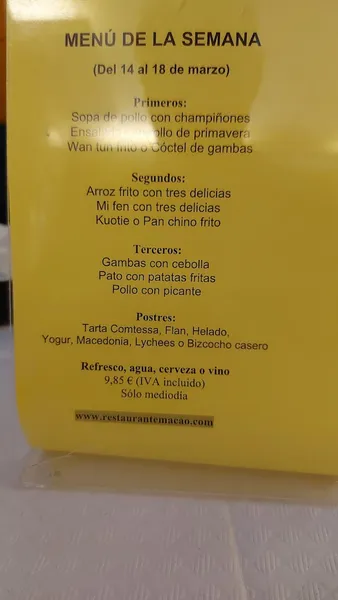 MENÚ DE LA SEMANA
(Del 14 al 18 de marzo)
Primeros:
Sopa de pollo con champiñones
rollo de primavera
Wan tun frito o Cóctel de gambas
Segundos:
Arroz frito con tres delicias
Mi fen con tres delicias
Kuotie o Pan chino frito
Terceros:
Gambas con cebolla
Pato con patatas fritas
Pollo con picante
Postres:
Tarta Comtessa, Flan, Helado,
Yogur, Macedonia, Lychees o Bizcocho casero
Refresco, agua, cerveza o vino
9,85 € (IVA incluido)
Sólo mediodía
www.restaurantemacao.com